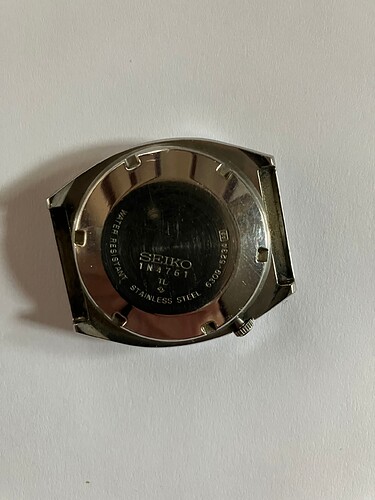 SEIKO
1N4761
WATER RESISTANT STAINLESS STEEL